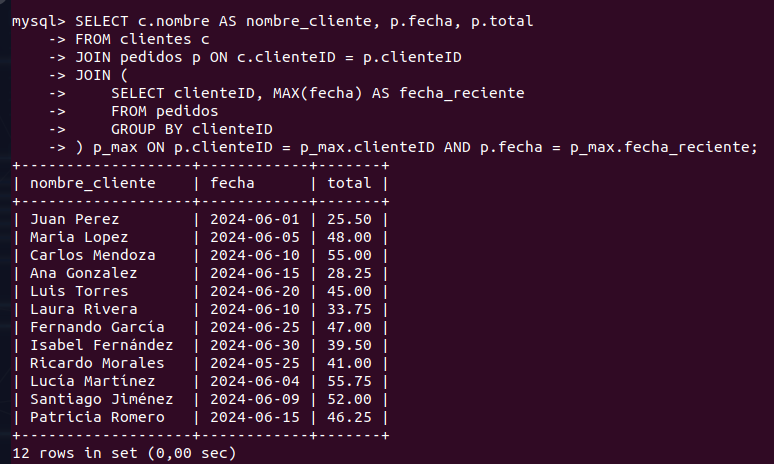 mysql> SELECT c.nombre AS nombre_cliente, p.fecha, p.total
    -> FROM clientes c
    -> JOIN pedidos p ON c.clienteID = p.clienteID
    -> JOIN (
    ->     SELECT clienteID, MAX(fecha) AS fecha_reciente
    ->     FROM pedidos
    ->     GROUP BY clienteID
    -> ) p_max ON p.clienteID = p_max.clienteID AND p.fecha = p_max.fecha_reciente;
+-------------------+------------+-------+
| nombre_cliente    | fecha      | total |
+-------------------+------------+-------+
| Juan Perez        | 2024-06-01 | 25.50 |
| Maria Lopez       | 2024-06-05 | 48.00 |
| Carlos Mendoza    | 2024-06-10 | 55.00 |
| Ana Gonzalez      | 2024-06-15 | 28.25 |
| Luis Torres       | 2024-06-20 | 45.00 |
| Laura Rivera      | 2024-06-10 | 33.75 |
| Fernando García   | 2024-06-25 | 47.00 |
| Isabel Fernández  | 2024-06-30 | 39.50 |
| Ricardo Morales   | 2024-05-25 | 41.00 |
| Lucía Martínez    | 2024-06-04 | 55.75 |
| Santiago Jiménez  | 2024-06-09 | 52.00 |
| Patricia Romero   | 2024-06-15 | 46.25 |
+-------------------+------------+-------+
12 rows in set (0,00 sec)